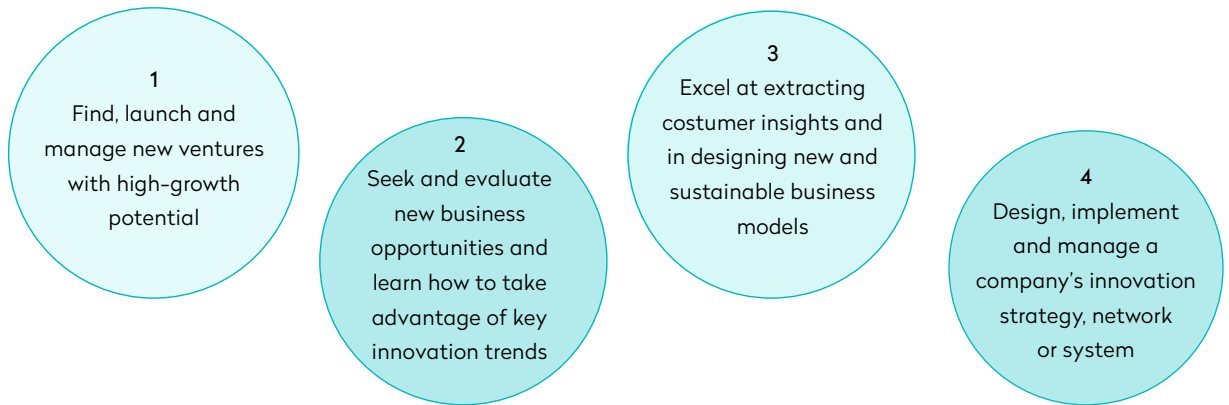 1
Find, launch and
manage new ventures
with high-growth
potential
2
Seek and evaluate
new business
opportunities and
learn how to take
advantage of key
innovation trends
3
Excel at extracting
costumer insights and
in designing new and
sustainable business
models
4
Design, implement
and manage a
company’s innovation
strategy, network
or system